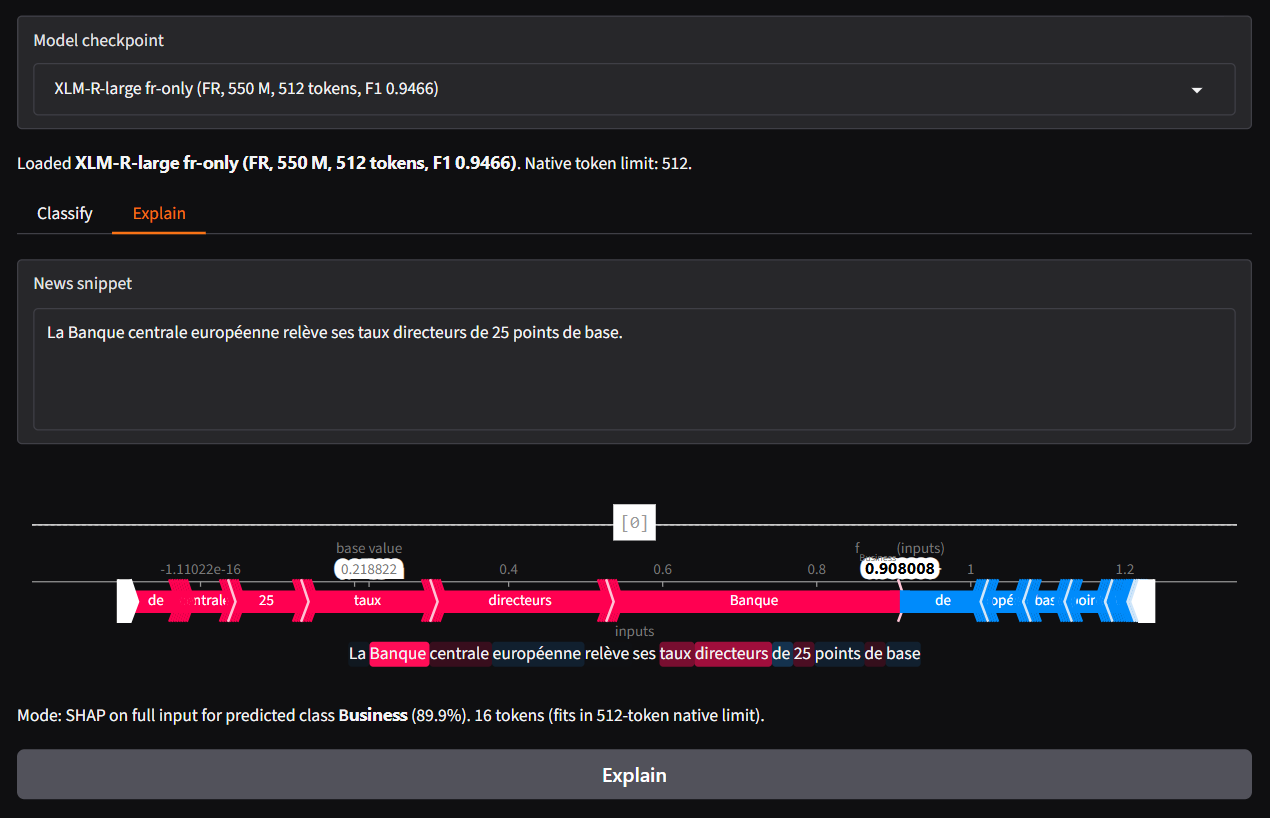 Model checkpoint
XLM-R-large fr-only (FR, 550 M, 512 tokens, F1 0.9466)
Loaded XLM-R-large fr-only (FR, 550 M, 512 tokens, F1 0.9466). Native token limit: 512.
Classify Explain
News snippet
La Banque centrale européenne relève ses taux directeurs de 25 points de base.
[0]
base value f Business (inputs)
-1.11022e-16 0.218822 0.4 0.6 0.8 0.908008 1 1.2
de ntrale 25 taux directeurs Banque de opé bas oin
inputs
La Banque centrale européenne relève ses taux directeurs de 25 points de base
Mode: SHAP on full input for predicted class Business (89.9%). 16 tokens (fits in 512-token native limit).
Explain